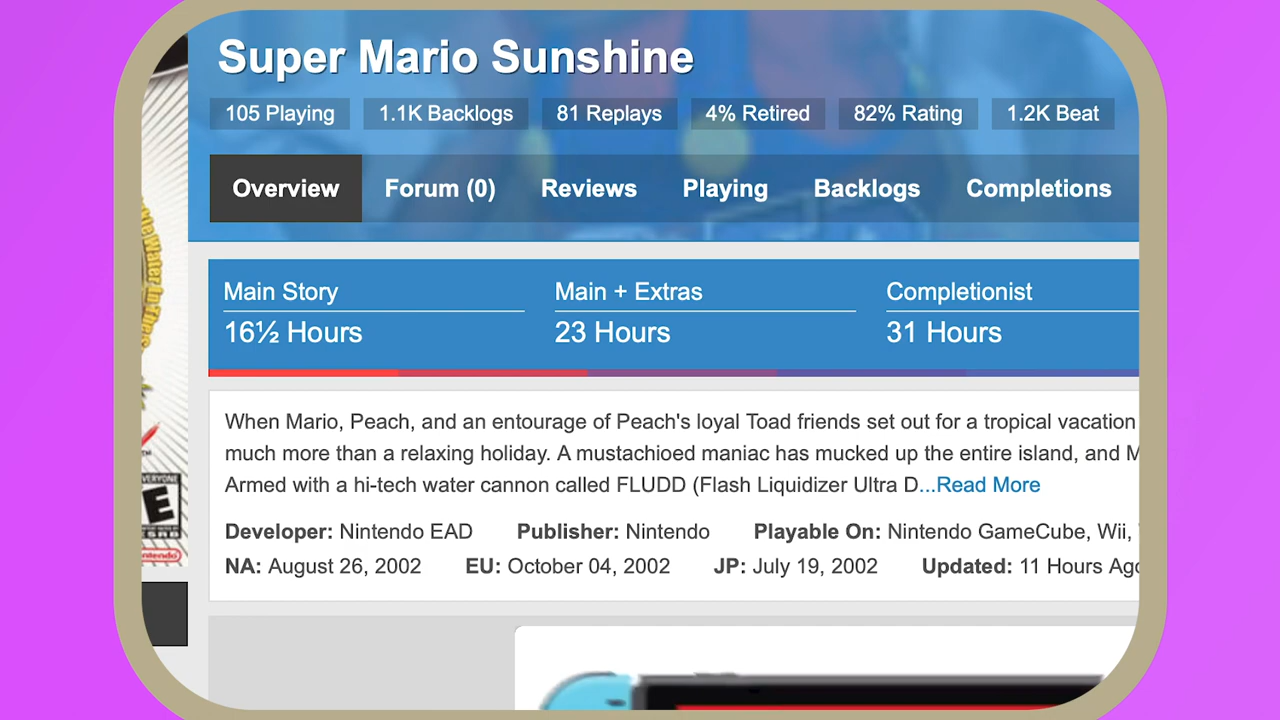 Super Mario Sunshine
105 Playing 1.1K Backlogs 81 Replays 4% Retired 82% Rating 1.2K Beat
Overview Forum (0) Reviews Playing Backlogs Completions
Main Story Main + Extras Completionist
16½ Hours 23 Hours 31 Hours
When Mario, Peach, and an entourage of Peach's loyal Toad friends set out for a tropical vacation
much more than a relaxing holiday. A mustachioed maniac has mucked up the entire island, and M
Armed with a hi-tech water cannon called FLUDD (Flash Liquidizer Ultra D...Read More
Developer: Nintendo EAD Publisher: Nintendo Playable On: Nintendo GameCube, Wii,
NA: August 26, 2002 EU: October 04, 2002 JP: July 19, 2002 Updated: 11 Hours Ago
Water in the
EVERYONE
E
ESRB